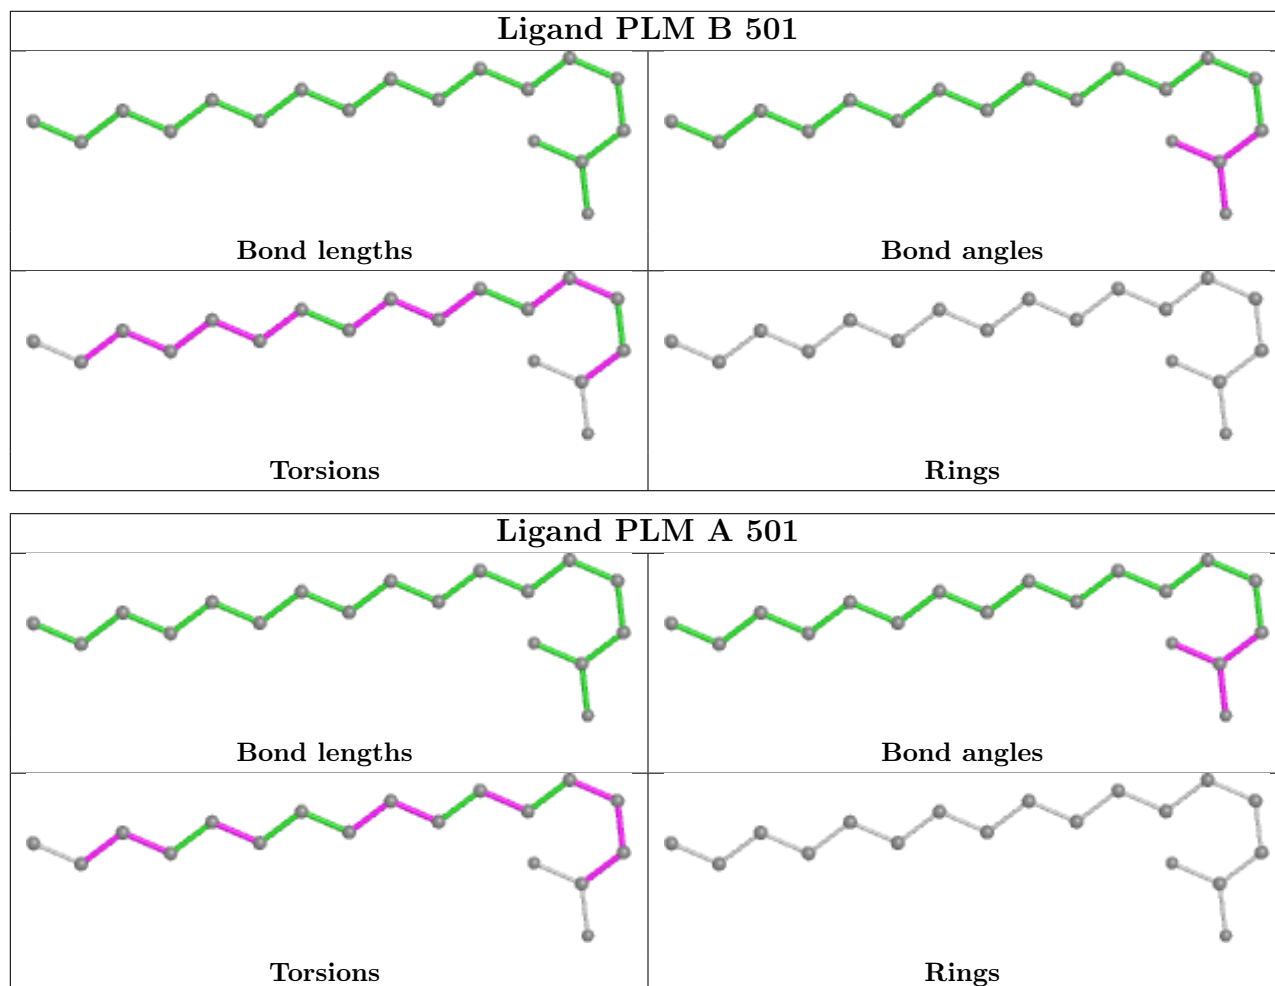 Ligand PLM B 501
Bond lengths
Bond angles
Torsions
Rings
Ligand PLM A 501
Bond lengths
Bond angles
Torsions
Rings